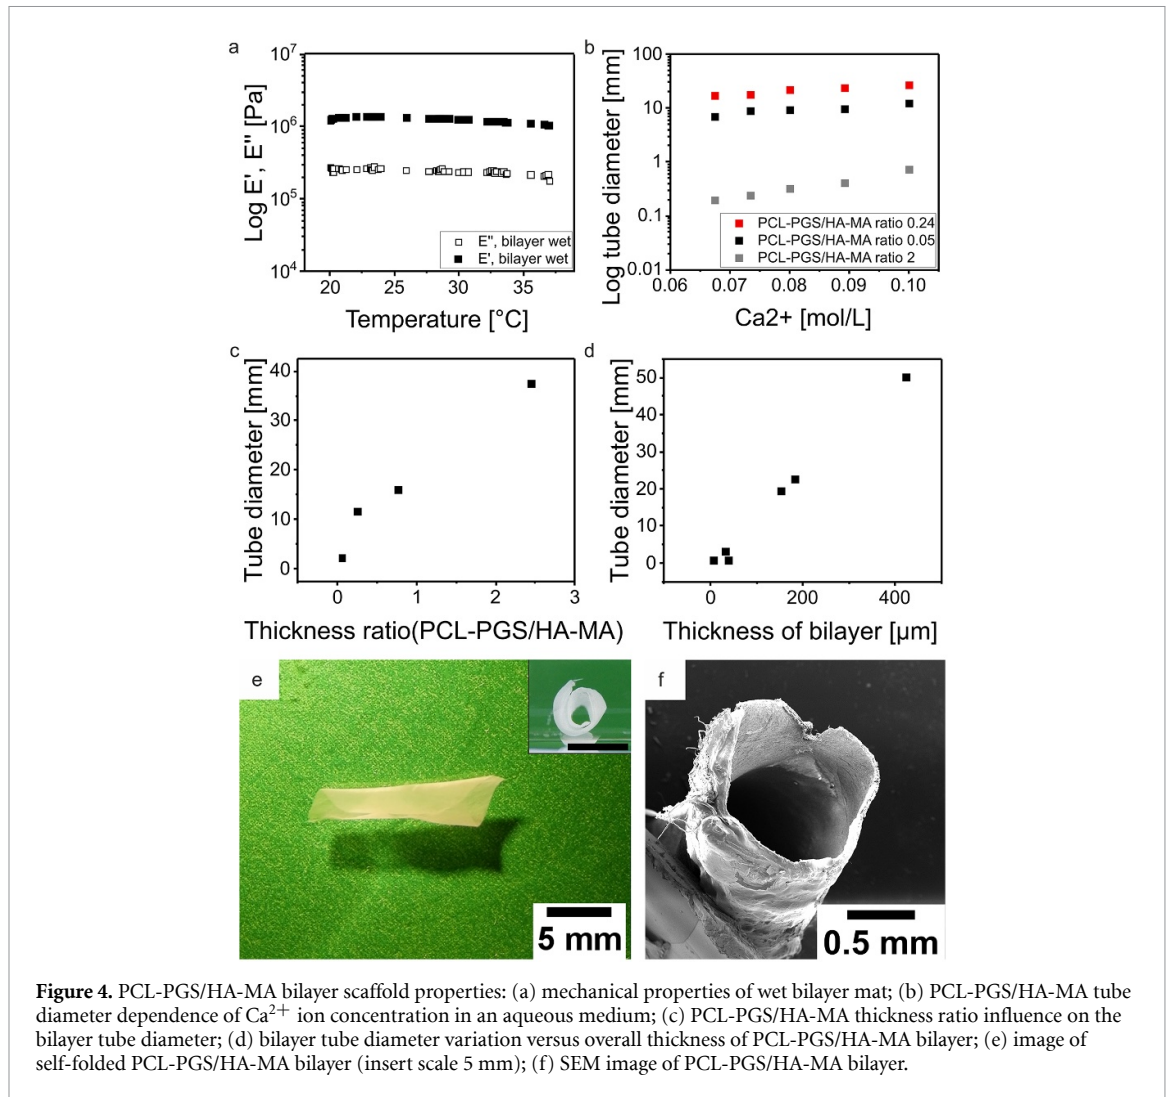 a
Log E', E'' [Pa]
10⁷
10⁶
10⁵
10⁴
E'', bilayer wet
E', bilayer wet
20 25 30 35
Temperature [°C]
b
Log tube diameter [mm]
100
10
1
0.1
0.01
PCL-PGS/HA-MA ratio 0.24
PCL-PGS/HA-MA ratio 0.05
PCL-PGS/HA-MA ratio 2
0.06 0.07 0.08 0.09 0.10
Ca2+ [mol/L]
c
Tube diameter [mm]
40
30
20
10
0
0 1 2 3
Thickness ratio(PCL-PGS/HA-MA)
d
Tube diameter [mm]
50
40
30
20
10
0
0 200 400
Thickness of bilayer [µm]
e
5 mm
f
0.5 mm
Figure 4. PCL-PGS/HA-MA bilayer scaffold properties: (a) mechanical properties of wet bilayer mat; (b) PCL-PGS/HA-MA tube
diameter dependence of Ca²⁺ ion concentration in an aqueous medium; (c) PCL-PGS/HA-MA thickness ratio influence on the
bilayer tube diameter; (d) bilayer tube diameter variation versus overall thickness of PCL-PGS/HA-MA bilayer; (e) image of
self-folded PCL-PGS/HA-MA bilayer (insert scale 5 mm); (f) SEM image of PCL-PGS/HA-MA bilayer.